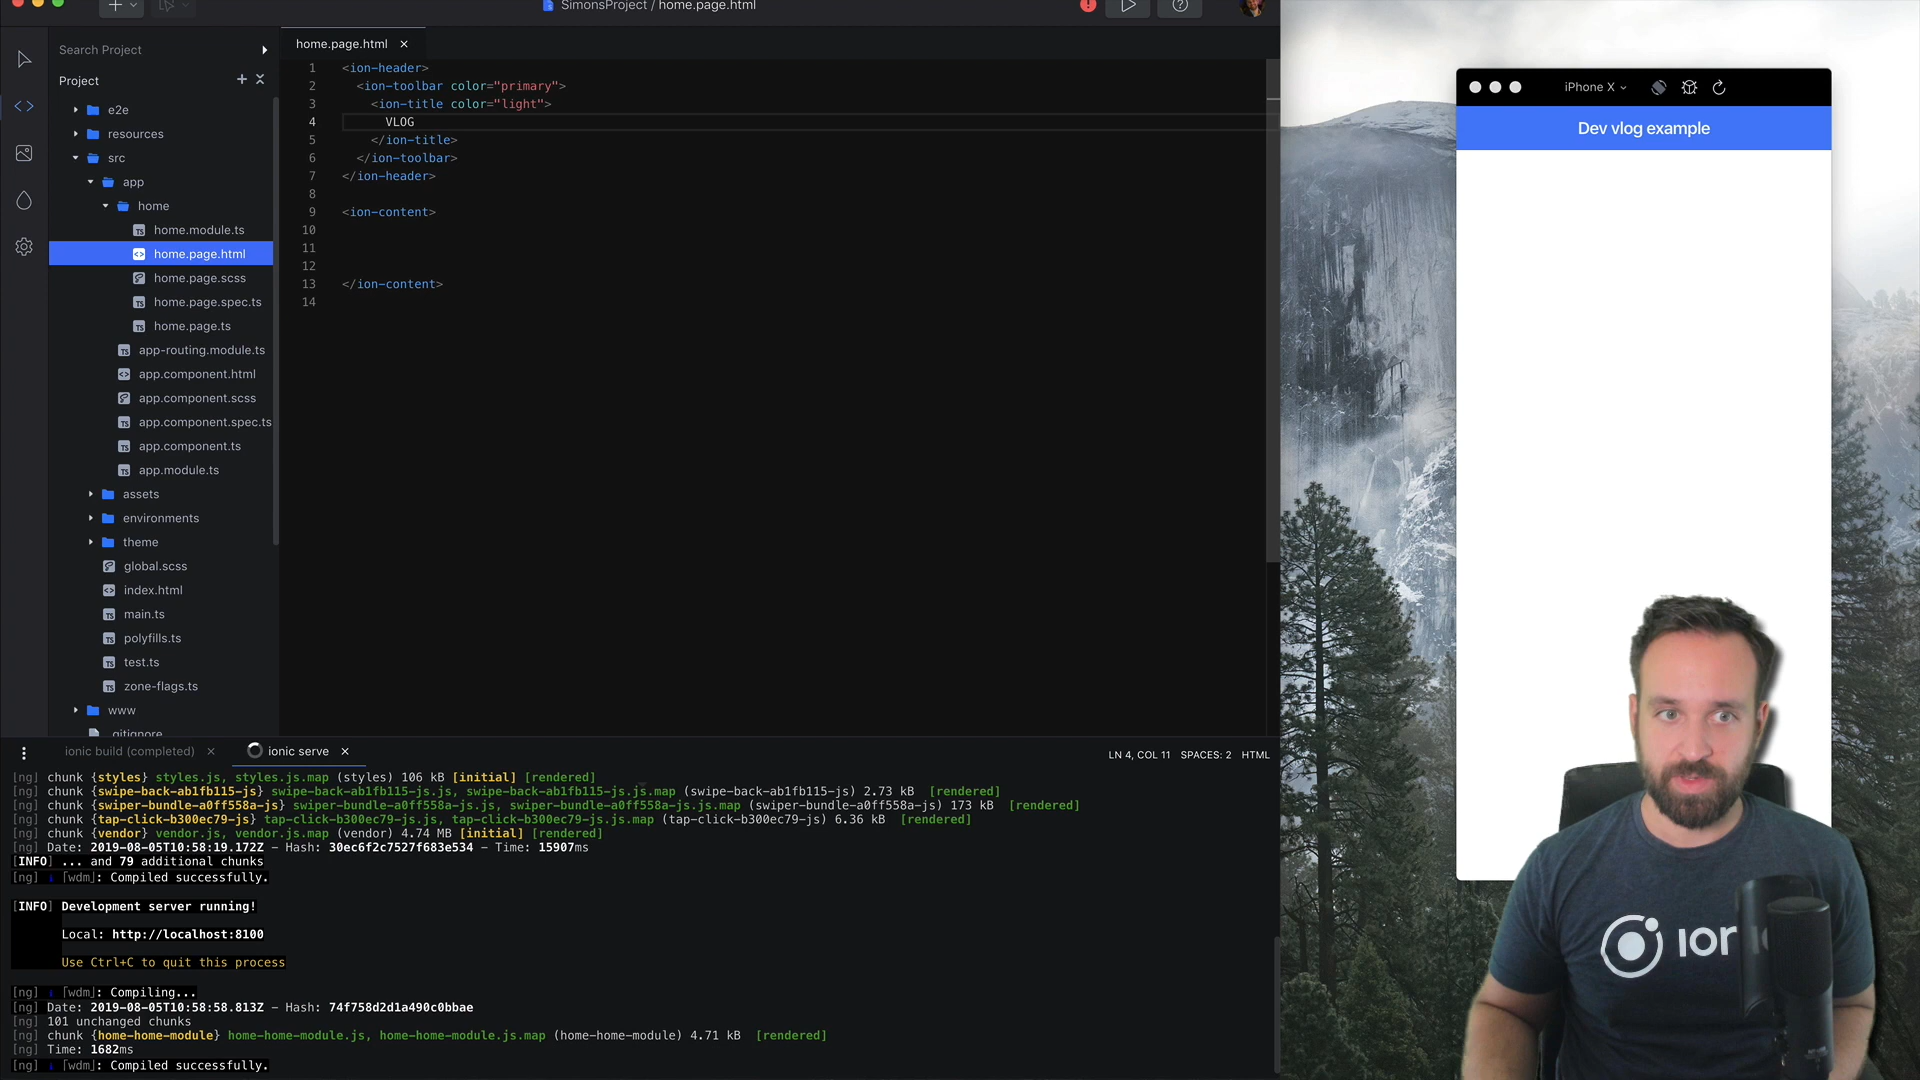 SimonsProject / home.page.html
Search Project
home.page.html
Project
e2e
resources
src
app
home
home.module.ts
home.page.html
home.page.scss
home.page.spec.ts
home.page.ts
app-routing.module.ts
app.component.html
app.component.scss
app.component.spec.ts
app.component.ts
app.module.ts
assets
environments
theme
global.scss
index.html
main.ts
polyfills.ts
test.ts
zone-flags.ts
www
.gitignore
1 <ion-header>
2 <ion-toolbar color="primary">
3 <ion-title color="light">
4 VLOG
5 </ion-title>
6 </ion-toolbar>
7 </ion-header>
8
9 <ion-content>
10
11
12
13 </ion-content>
14
iPhone X
Dev vlog example
ionic build (completed)
ionic serve
LN 4, COL 11 SPACES: 2 HTML
[ng] chunk {styles} styles.js, styles.js.map (styles) 106 kB [initial] [rendered]
[ng] chunk {swipe-back-ab1fb115-js} swipe-back-ab1fb115-js.js, swipe-back-ab1fb115-js.js.map (swipe-back-ab1fb115-js) 2.73 kB [rendered]
[ng] chunk {swiper-bundle-a0ff558a-js} swiper-bundle-a0ff558a-js.js, swiper-bundle-a0ff558a-js.js.map (swiper-bundle-a0ff558a-js) 173 kB [rendered]
[ng] chunk {tap-click-b300ec79-js} tap-click-b300ec79-js.js, tap-click-b300ec79-js.js.map (tap-click-b300ec79-js) 6.36 kB [rendered]
[ng] chunk {vendor} vendor.js, vendor.js.map (vendor) 4.74 MB [initial] [rendered]
[ng] Date: 2019-08-05T10:58:19.172Z - Hash: 30ec6f2c7527f683e534 - Time: 15907ms
[INFO] ... and 79 additional chunks
[ng] ℹ 「wdm」: Compiled successfully.
[INFO] Development server running!
Local: http://localhost:8100
Use Ctrl+C to quit this process
[ng] ℹ 「wdm」: Compiling...
[ng] Date: 2019-08-05T10:58:58.813Z - Hash: 74f758d2d1a490c0bbae
[ng] 101 unchanged chunks
[ng] chunk {home-home-module} home-home-module.js, home-home-module.js.map (home-home-module) 4.71 kB [rendered]
[ng] Time: 1682ms
[ng] ℹ 「wdm」: Compiled successfully.